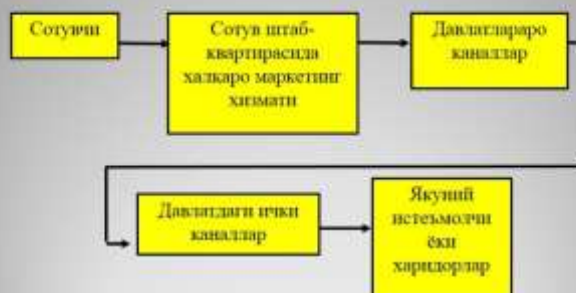 Сотувчи
Сотув штаб-
квартирасида
халқаро маркетинг
хизмати
Давлатлараро
каналлар
Давлатдаги ички
каналлар
Якуний
истеъмолчи
ёки
харидорлар